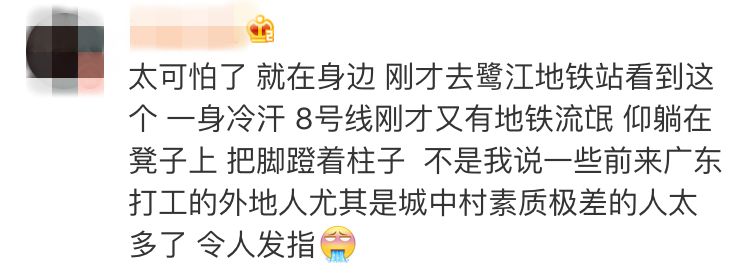 太可怕了 就在身边 刚才去鹭江地铁站看到这
个 一身冷汗 8号线刚才又有地铁流氓 仰躺在
凳子上 把脚蹬着柱子 不是我说一些前来广东
打工的外地人尤其是城中村素质极差的人太
多了 令人发指